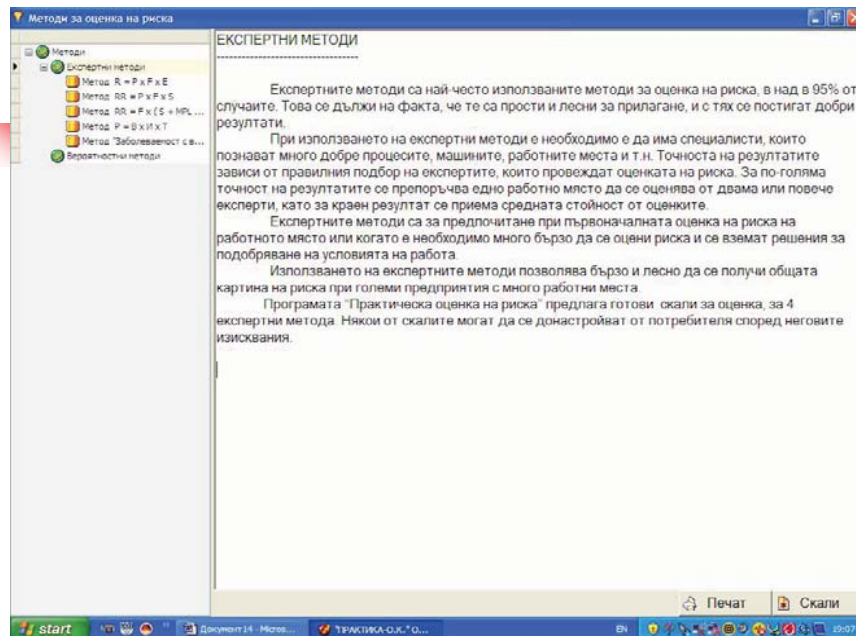 Методи за оценка на риска
Методи
Експертни методи
Метод R = P x F x E
Метод RR = P x F x S
Метод RR = F x (S + MPL ...
Метод Р = В x И x Т
Метод "Заболеваемост с в...
Вероятностни методи
ЕКСПЕРТНИ МЕТОДИ
----------------------------------
Експертните методи са най-често използваните методи за оценка на риска, в над в 95% от
случаите. Това се дължи на факта, че те са прости и лесни за прилагане, и с тях се постигат добри
резултати.
При използването на експертни методи е необходимо е да има специалисти, които
познават много добре процесите, машините, работните места и т.н. Точноста на резултатите
зависи от правилния подбор на експертите, които провеждат оценката на риска. За по-голяма
точност на резултатите се препоръчва едно работно място да се оценява от двама или повече
експерти, като за краен резултат се приема средната стойност от оценките.
Експертните методи са за предпочитане при първоначалната оценка на риска на
работното място или когато е необходимо много бързо да се оцени риска и се вземат решения за
подобряване на условията на работа.
Използването на експертните методи позволява бързо и лесно да се получи общата
картина на риска при големи предприятия с много работни места.
Програмата "Практическа оценка на риска" предлага готови скали за оценка, за 4
експертни метода. Някои от скалите могат да се донастройват от потребителя според неговите
изисквания.
Печат
Скали
start
Документ14 - Micros...
"ПРАКТИКА-О.К." О...
EN
19:07